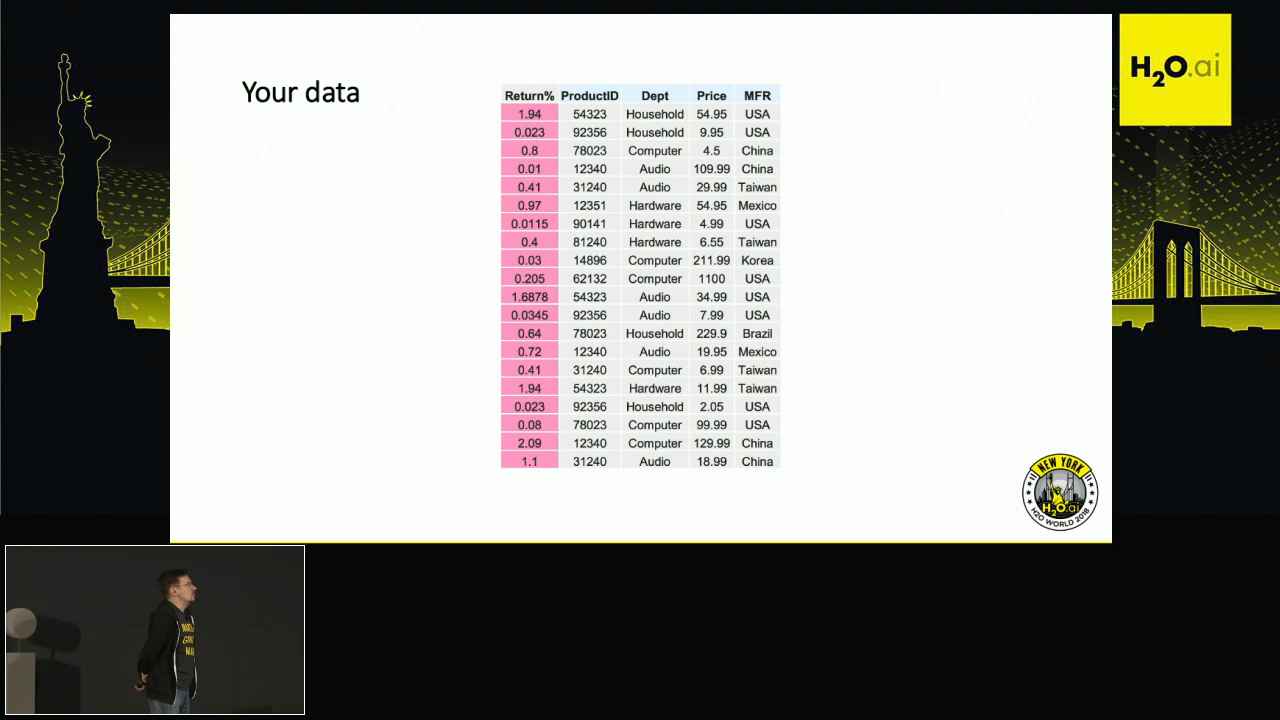 Your data
Return% ProductID Dept Price MFR
1.94 54323 Household 54.95 USA
0.023 92356 Household 9.95 USA
0.8 78023 Computer 4.5 China
0.01 12340 Audio 109.99 China
0.41 31240 Audio 29.99 Taiwan
0.97 12351 Hardware 54.95 Mexico
0.0115 90141 Hardware 4.99 USA
0.4 81240 Hardware 6.55 Taiwan
0.03 14896 Computer 211.99 Korea
0.205 62132 Computer 1100 USA
1.6878 54323 Audio 34.99 USA
0.0345 92356 Audio 7.99 USA
0.64 78023 Household 229.9 Brazil
0.72 12340 Audio 19.95 Mexico
0.41 31240 Computer 6.99 Taiwan
1.94 54323 Hardware 11.99 Taiwan
0.023 92356 Household 2.05 USA
0.08 78023 Computer 99.99 USA
2.09 12340 Computer 129.99 China
1.1 31240 Audio 18.99 China
H2O.ai
NEW YORK
H2O.ai
H2O WORLD 2018